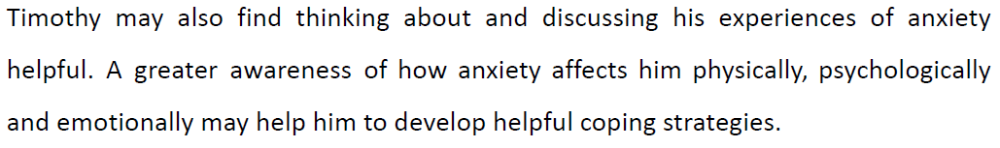 Timothy may also find thinking about and discussing his experiences of anxiety
helpful. A greater awareness of how anxiety affects him physically, psychologically
and emotionally may help him to develop helpful coping strategies.